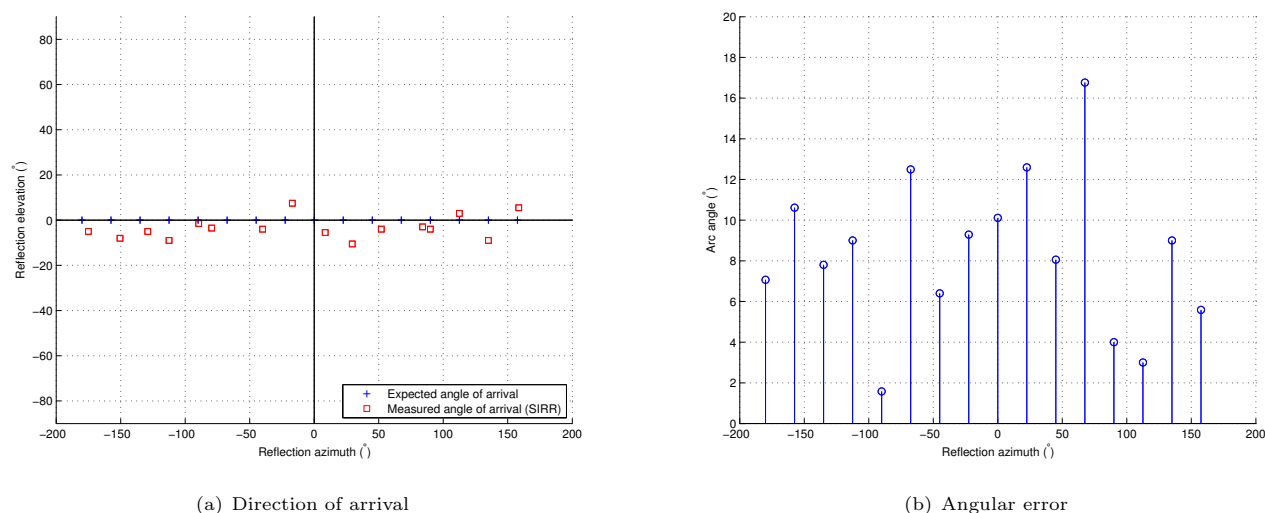 80
60
40
20
0
−20
−40
−60
−80
Reflection elevation (°)
−200 −150 −100 −50 0 50 100 150 200
Reflection azimuth (°)
Expected angle of arrival
Measured angle of arrival (SIRR)
(a) Direction of arrival
20
18
16
14
12
10
8
6
4
2
0
Arc angle (°)
−200 −150 −100 −50 0 50 100 150 200
Reflection azimuth (°)
(b) Angular error